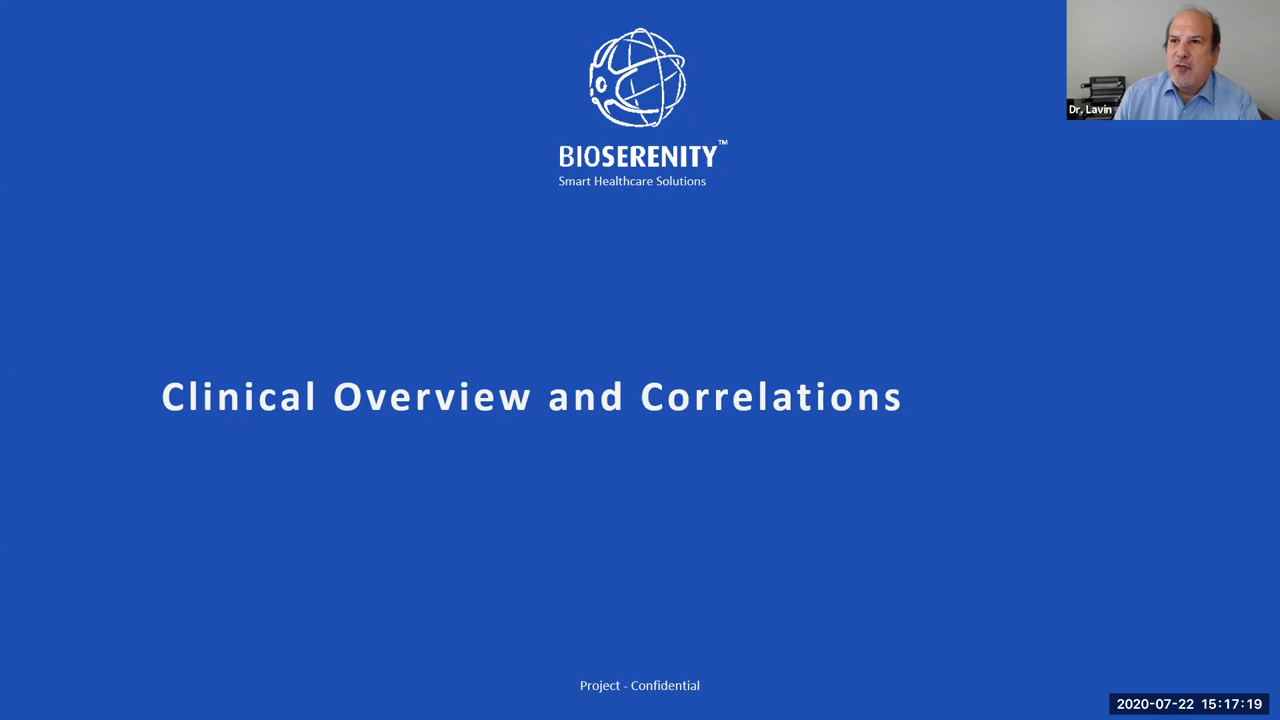 BIOSERENITY™
Smart Healthcare Solutions
Dr. Lavin
Clinical Overview and Correlations
Project - Confidential
2020-07-22 15:17:19